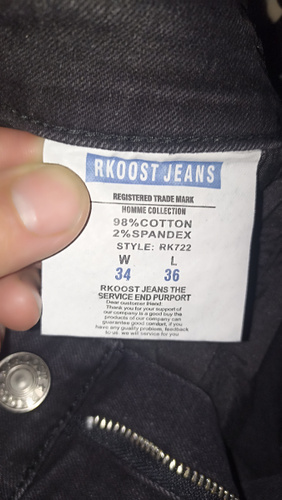 RKOOST JEANS
REGISTERED TRADE MARK
HOMME COLLECTION
98%COTTON
2%SPANDEX
STYLE: RK722
W L
34 36
RKOOST JEANS THE
SERVICE END PURPORT
Dear customer friend:
Thank you for your support of
our company is a good buy the
products of our company can
guarantee good comfort, if you
have any quality problem, feedback
to us, we will service for you